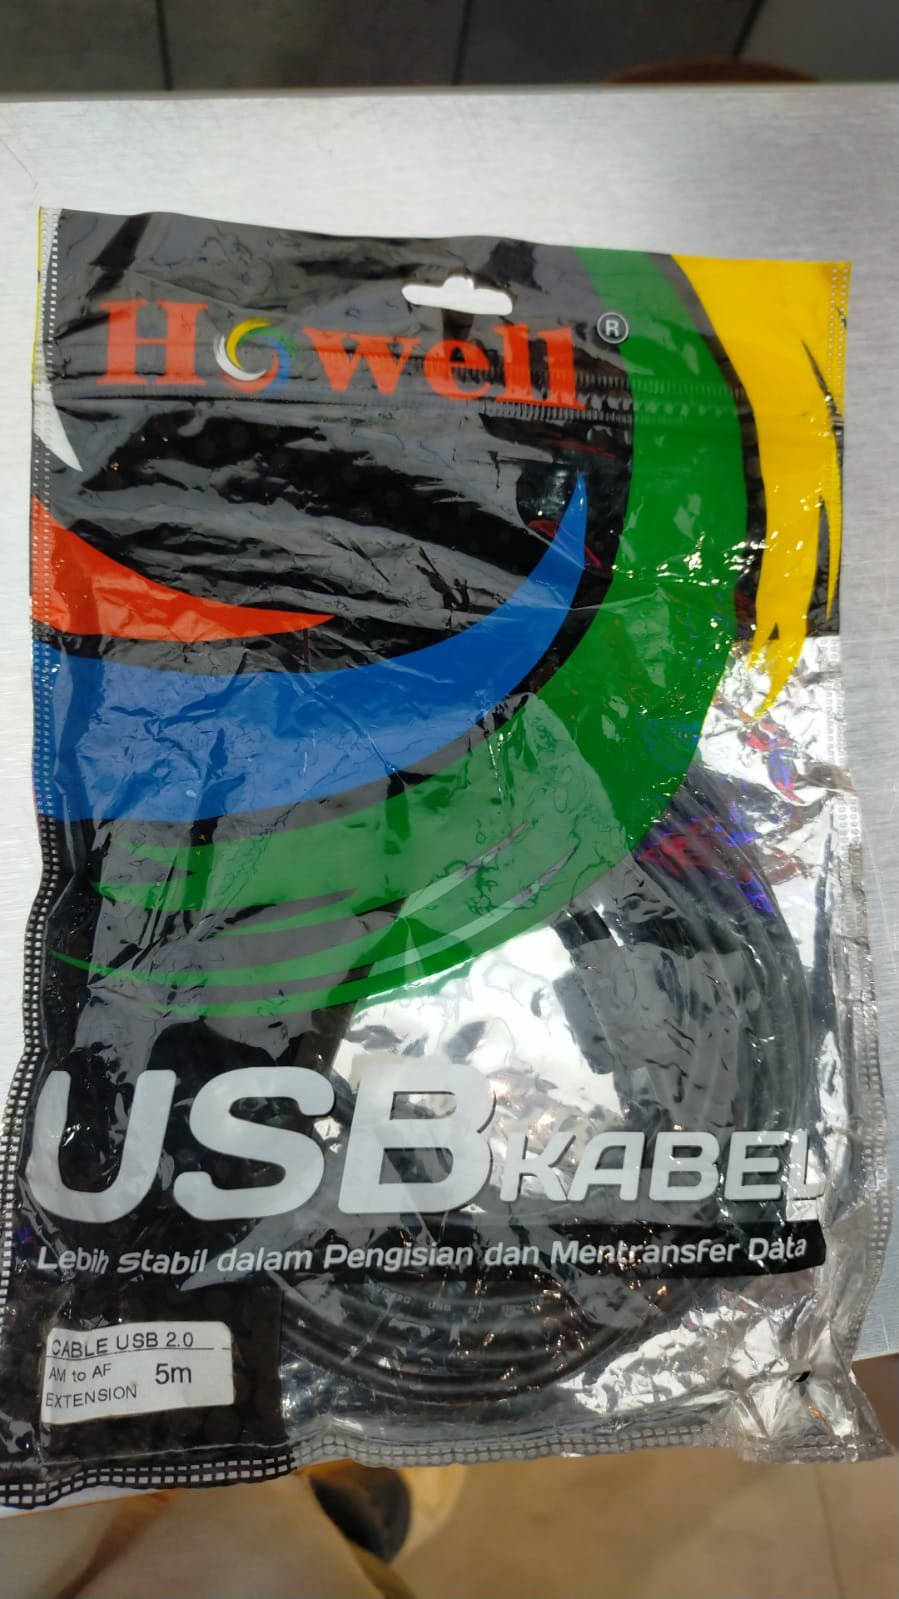 Howell ®
USB KABEL
Lebih Stabil dalam Pengisian dan Mentransfer Data
CABLE USB 2.0
AM to AF 5m
EXTENSION